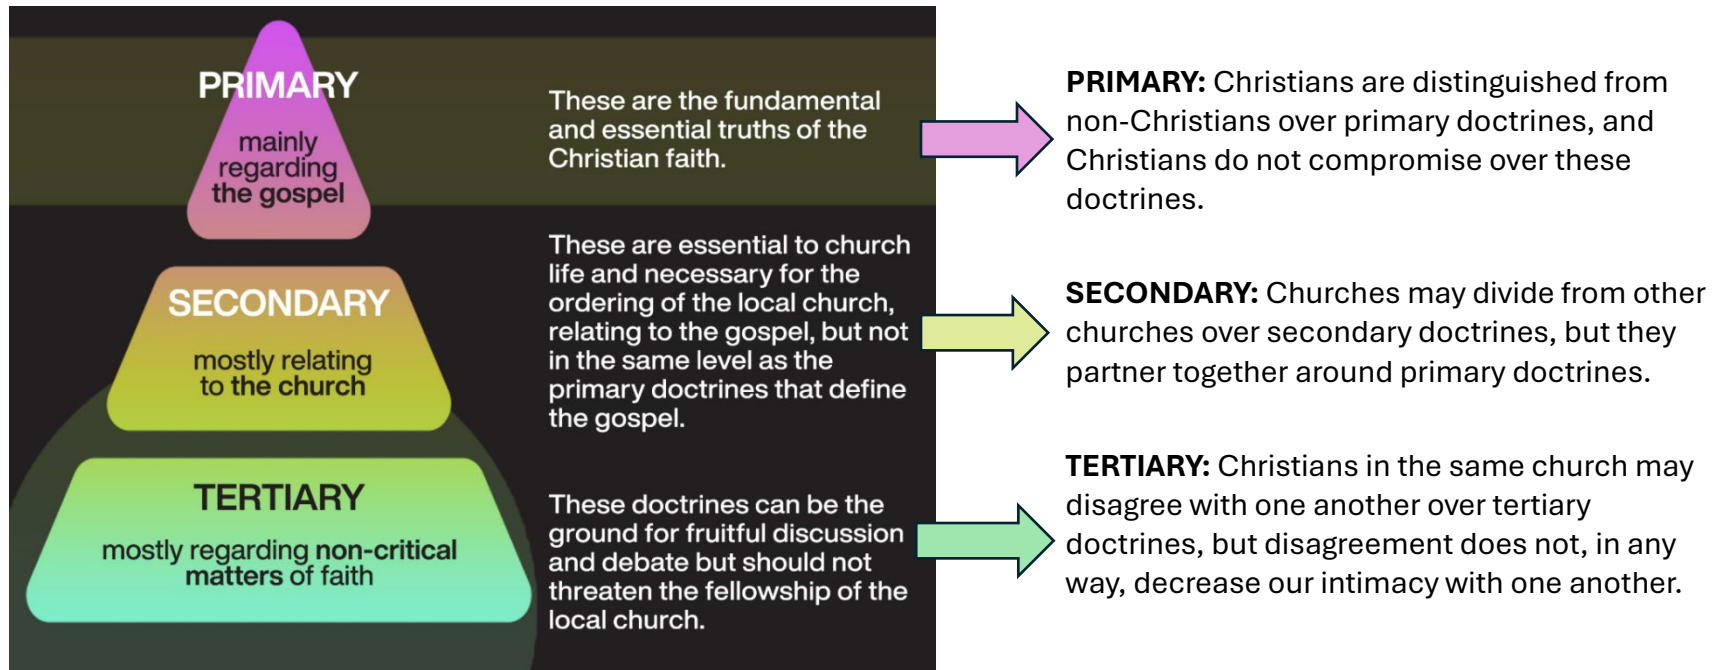 PRIMARY
mainly
regarding
the gospel
These are the fundamental
and essential truths of the
Christian faith.
PRIMARY: Christians are distinguished from
non-Christians over primary doctrines, and
Christians do not compromise over these
doctrines.
SECONDARY
mostly relating
to the church
These are essential to church
life and necessary for the
ordering of the local church,
relating to the gospel, but not
in the same level as the
primary doctrines that define
the gospel.
SECONDARY: Churches may divide from other
churches over secondary doctrines, but they
partner together around primary doctrines.
TERTIARY
mostly regarding non-critical
matters of faith
These doctrines can be the
ground for fruitful discussion
and debate but should not
threaten the fellowship of the
local church.
TERTIARY: Christians in the same church may
disagree with one another over tertiary
doctrines, but disagreement does not, in any
way, decrease our intimacy with one another.